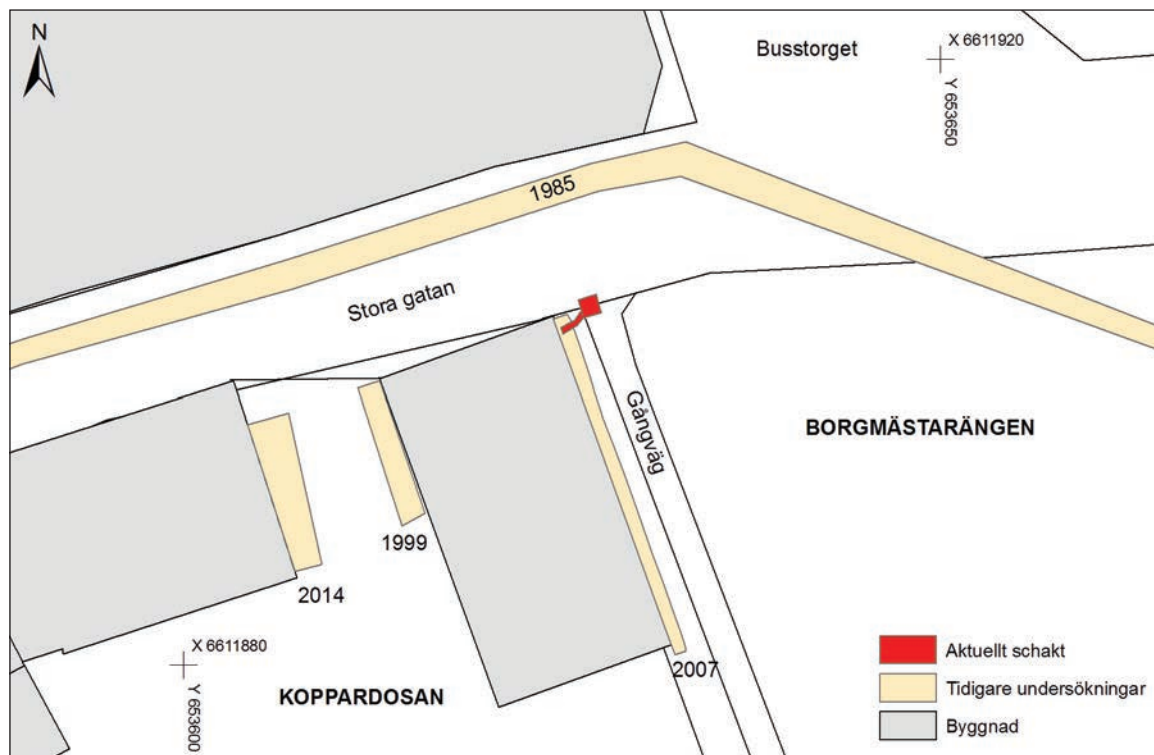 N
Busstorget
X 6611920
Y 653650
1985
Stora gatan
Gångväg
BORGMÄSTARÄNGEN
1999
2014
2007
X 6611880
Y 653600
KOPPARDOSAN
Aktuellt schakt
Tidigare undersökningar
Byggnad